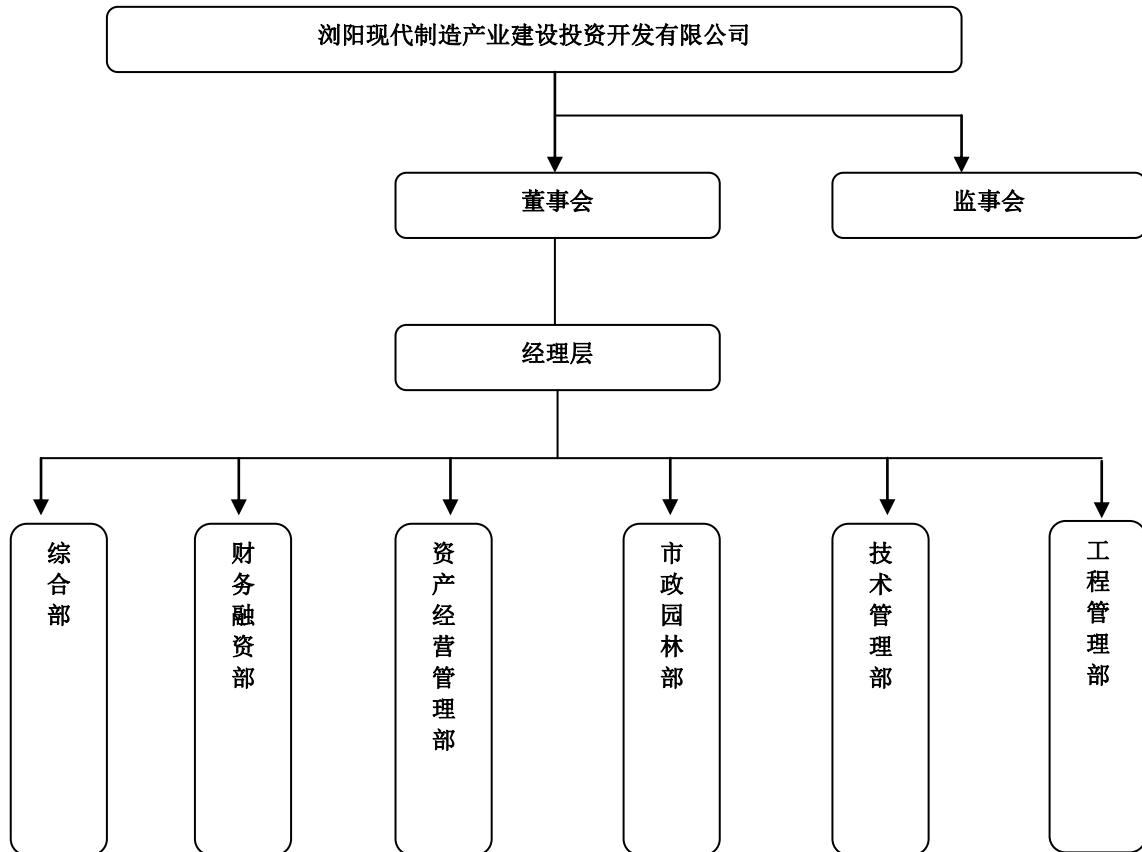 浏阳现代制造产业建设投资开发有限公司
董事会
监事会
经理层
综合部
财务融资部
资产经营管理部
市政园林部
技术管理部
工程管理部